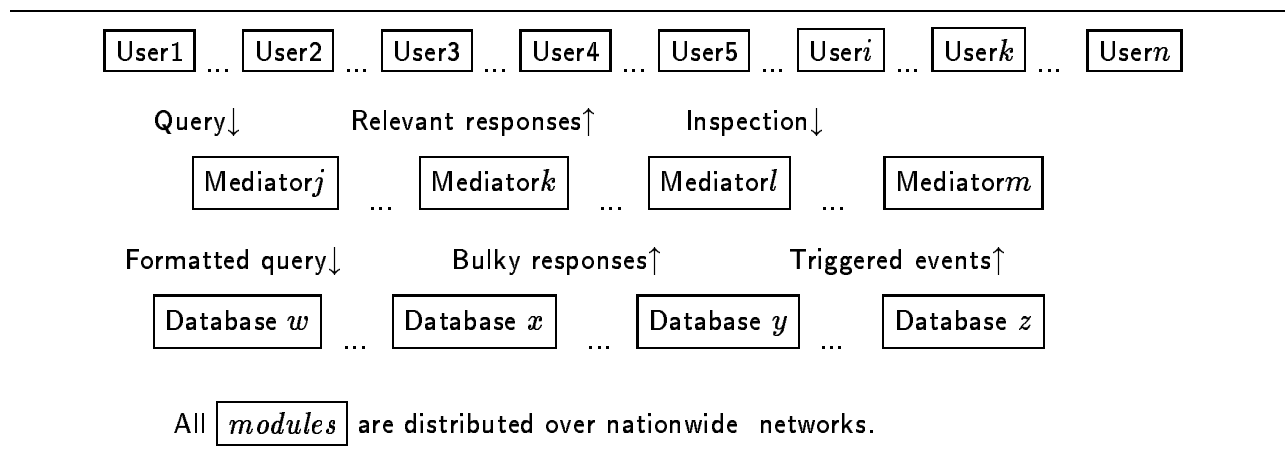 User1 ... User2 ... User3 ... User4 ... User5 ... Useri ... Userk ... Usern
Query↓ Relevant responses↑ Inspection↓
Mediatorj ... Mediatork ... Mediatorl ... Mediatorm
Formatted query↓ Bulky responses↑ Triggered events↑
Database w ... Database x ... Database y ... Database z
All modules are distributed over nationwide networks.